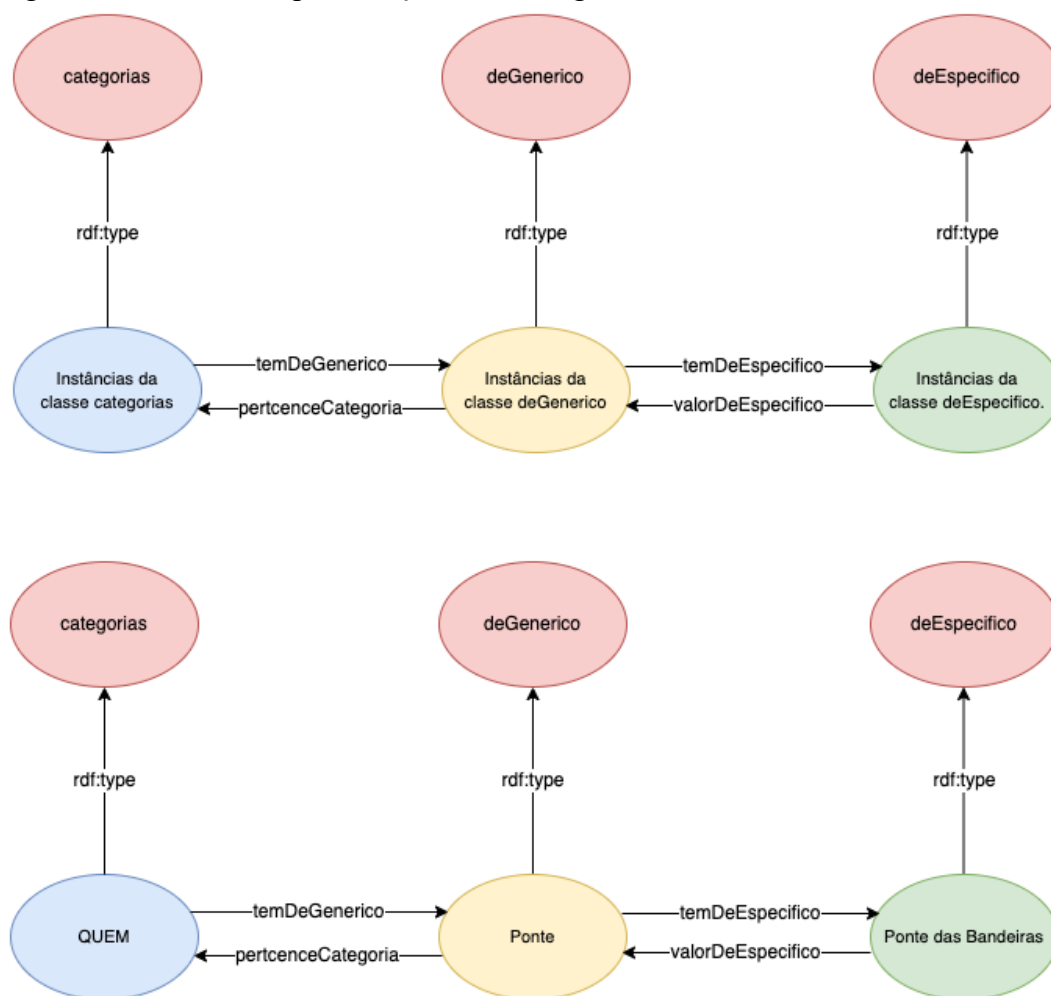 categorias
deGenerico
deEspecifico
rdf:type
rdf:type
rdf:type
Instâncias da
classe categorias
temDeGenerico
pertcenceCategoria
Instâncias da
classe deGenerico
temDeEspecifico
valorDeEspecifico
Instâncias da
classe deEspecifico.
categorias
deGenerico
deEspecifico
rdf:type
rdf:type
rdf:type
QUEM
temDeGenerico
pertcenceCategoria
Ponte
temDeEspecifico
valorDeEspecifico
Ponte das Bandeiras